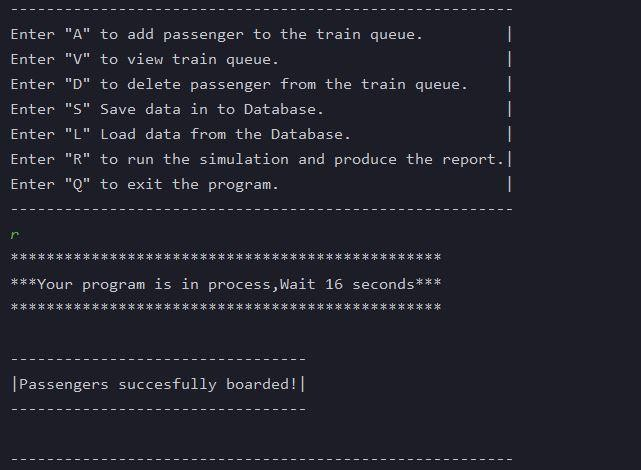 -------------------------------------------------------
Enter "A" to add passenger to the train queue.         |
Enter "V" to view train queue.                         |
Enter "D" to delete passenger from the train queue.    |
Enter "S" Save data in to Database.                    |
Enter "L" Load data from the Database.                 |
Enter "R" to run the simulation and produce the report.|
Enter "Q" to exit the program.                         |
-------------------------------------------------------
r
************************************************
***Your program is in process,Wait 16 seconds***
************************************************
---------------------------------
|Passengers succesfully boarded!|
---------------------------------
-------------------------------------------------------